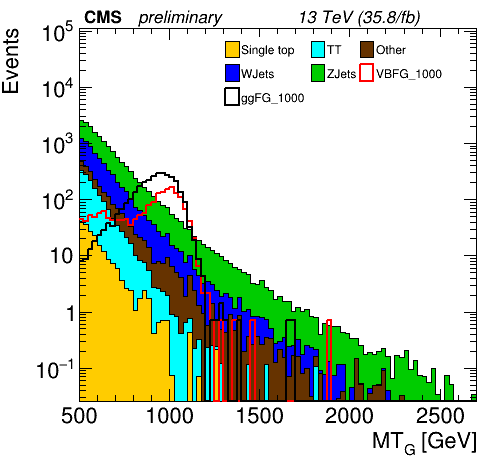 CMS preliminary 13 TeV (35.8/fb)
Events
Single top TT Other
WJets ZJets VBFG_1000
ggFG_1000
10^5
10^4
10^3
10^2
10
1
10^−1
500 1000 1500 2000 2500
MT_G [GeV]